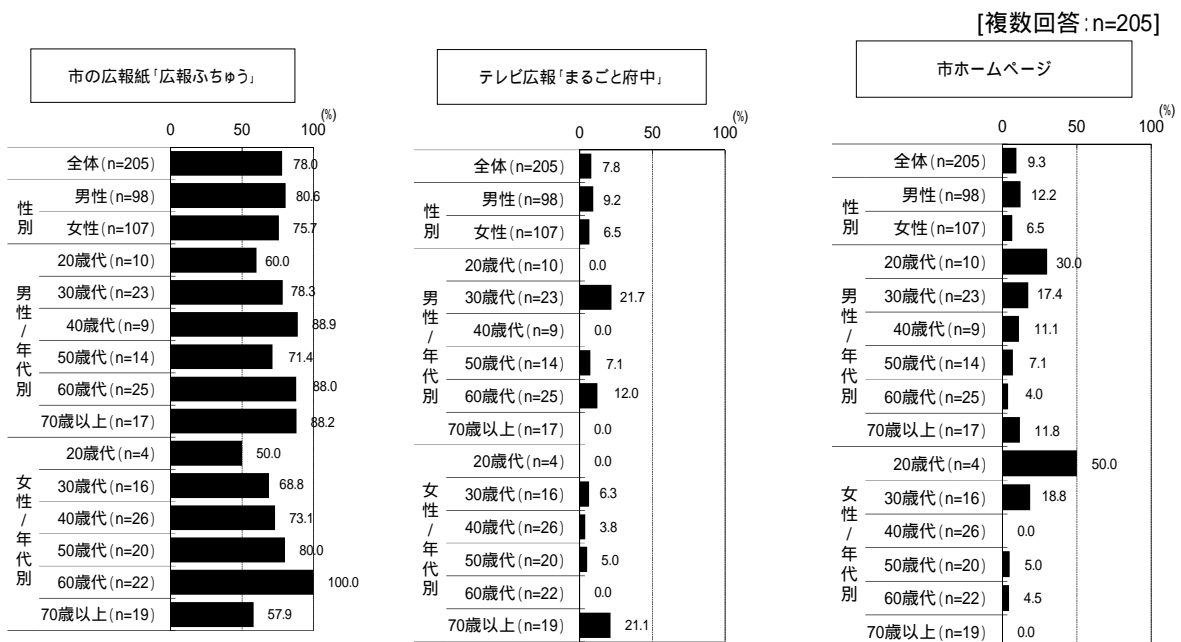 [複数回答:n=205]
市の広報紙「広報ふちゅう」
(%)
0 50 100
全体(n=205) 78.0
性別
男性(n=98) 80.6
女性(n=107) 75.7
男性/年代別
20歳代(n=10) 60.0
30歳代(n=23) 78.3
40歳代(n=9) 88.9
50歳代(n=14) 71.4
60歳代(n=25) 88.0
70歳以上(n=17) 88.2
女性/年代別
20歳代(n=4) 50.0
30歳代(n=16) 68.8
40歳代(n=26) 73.1
50歳代(n=20) 80.0
60歳代(n=22) 100.0
70歳以上(n=19) 57.9
テレビ広報「まるごと府中」
(%)
0 50 100
全体(n=205) 7.8
性別
男性(n=98) 9.2
女性(n=107) 6.5
男性/年代別
20歳代(n=10) 0.0
30歳代(n=23) 21.7
40歳代(n=9) 0.0
50歳代(n=14) 7.1
60歳代(n=25) 12.0
70歳以上(n=17) 0.0
女性/年代別
20歳代(n=4) 0.0
30歳代(n=16) 6.3
40歳代(n=26) 3.8
50歳代(n=20) 5.0
60歳代(n=22) 0.0
70歳以上(n=19) 21.1
市ホームページ
(%)
0 50 100
全体(n=205) 9.3
性別
男性(n=98) 12.2
女性(n=107) 6.5
男性/年代別
20歳代(n=10) 30.0
30歳代(n=23) 17.4
40歳代(n=9) 11.1
50歳代(n=14) 7.1
60歳代(n=25) 4.0
70歳以上(n=17) 11.8
女性/年代別
20歳代(n=4) 50.0
30歳代(n=16) 18.8
40歳代(n=26) 0.0
50歳代(n=20) 5.0
60歳代(n=22) 4.5
70歳以上(n=19) 0.0